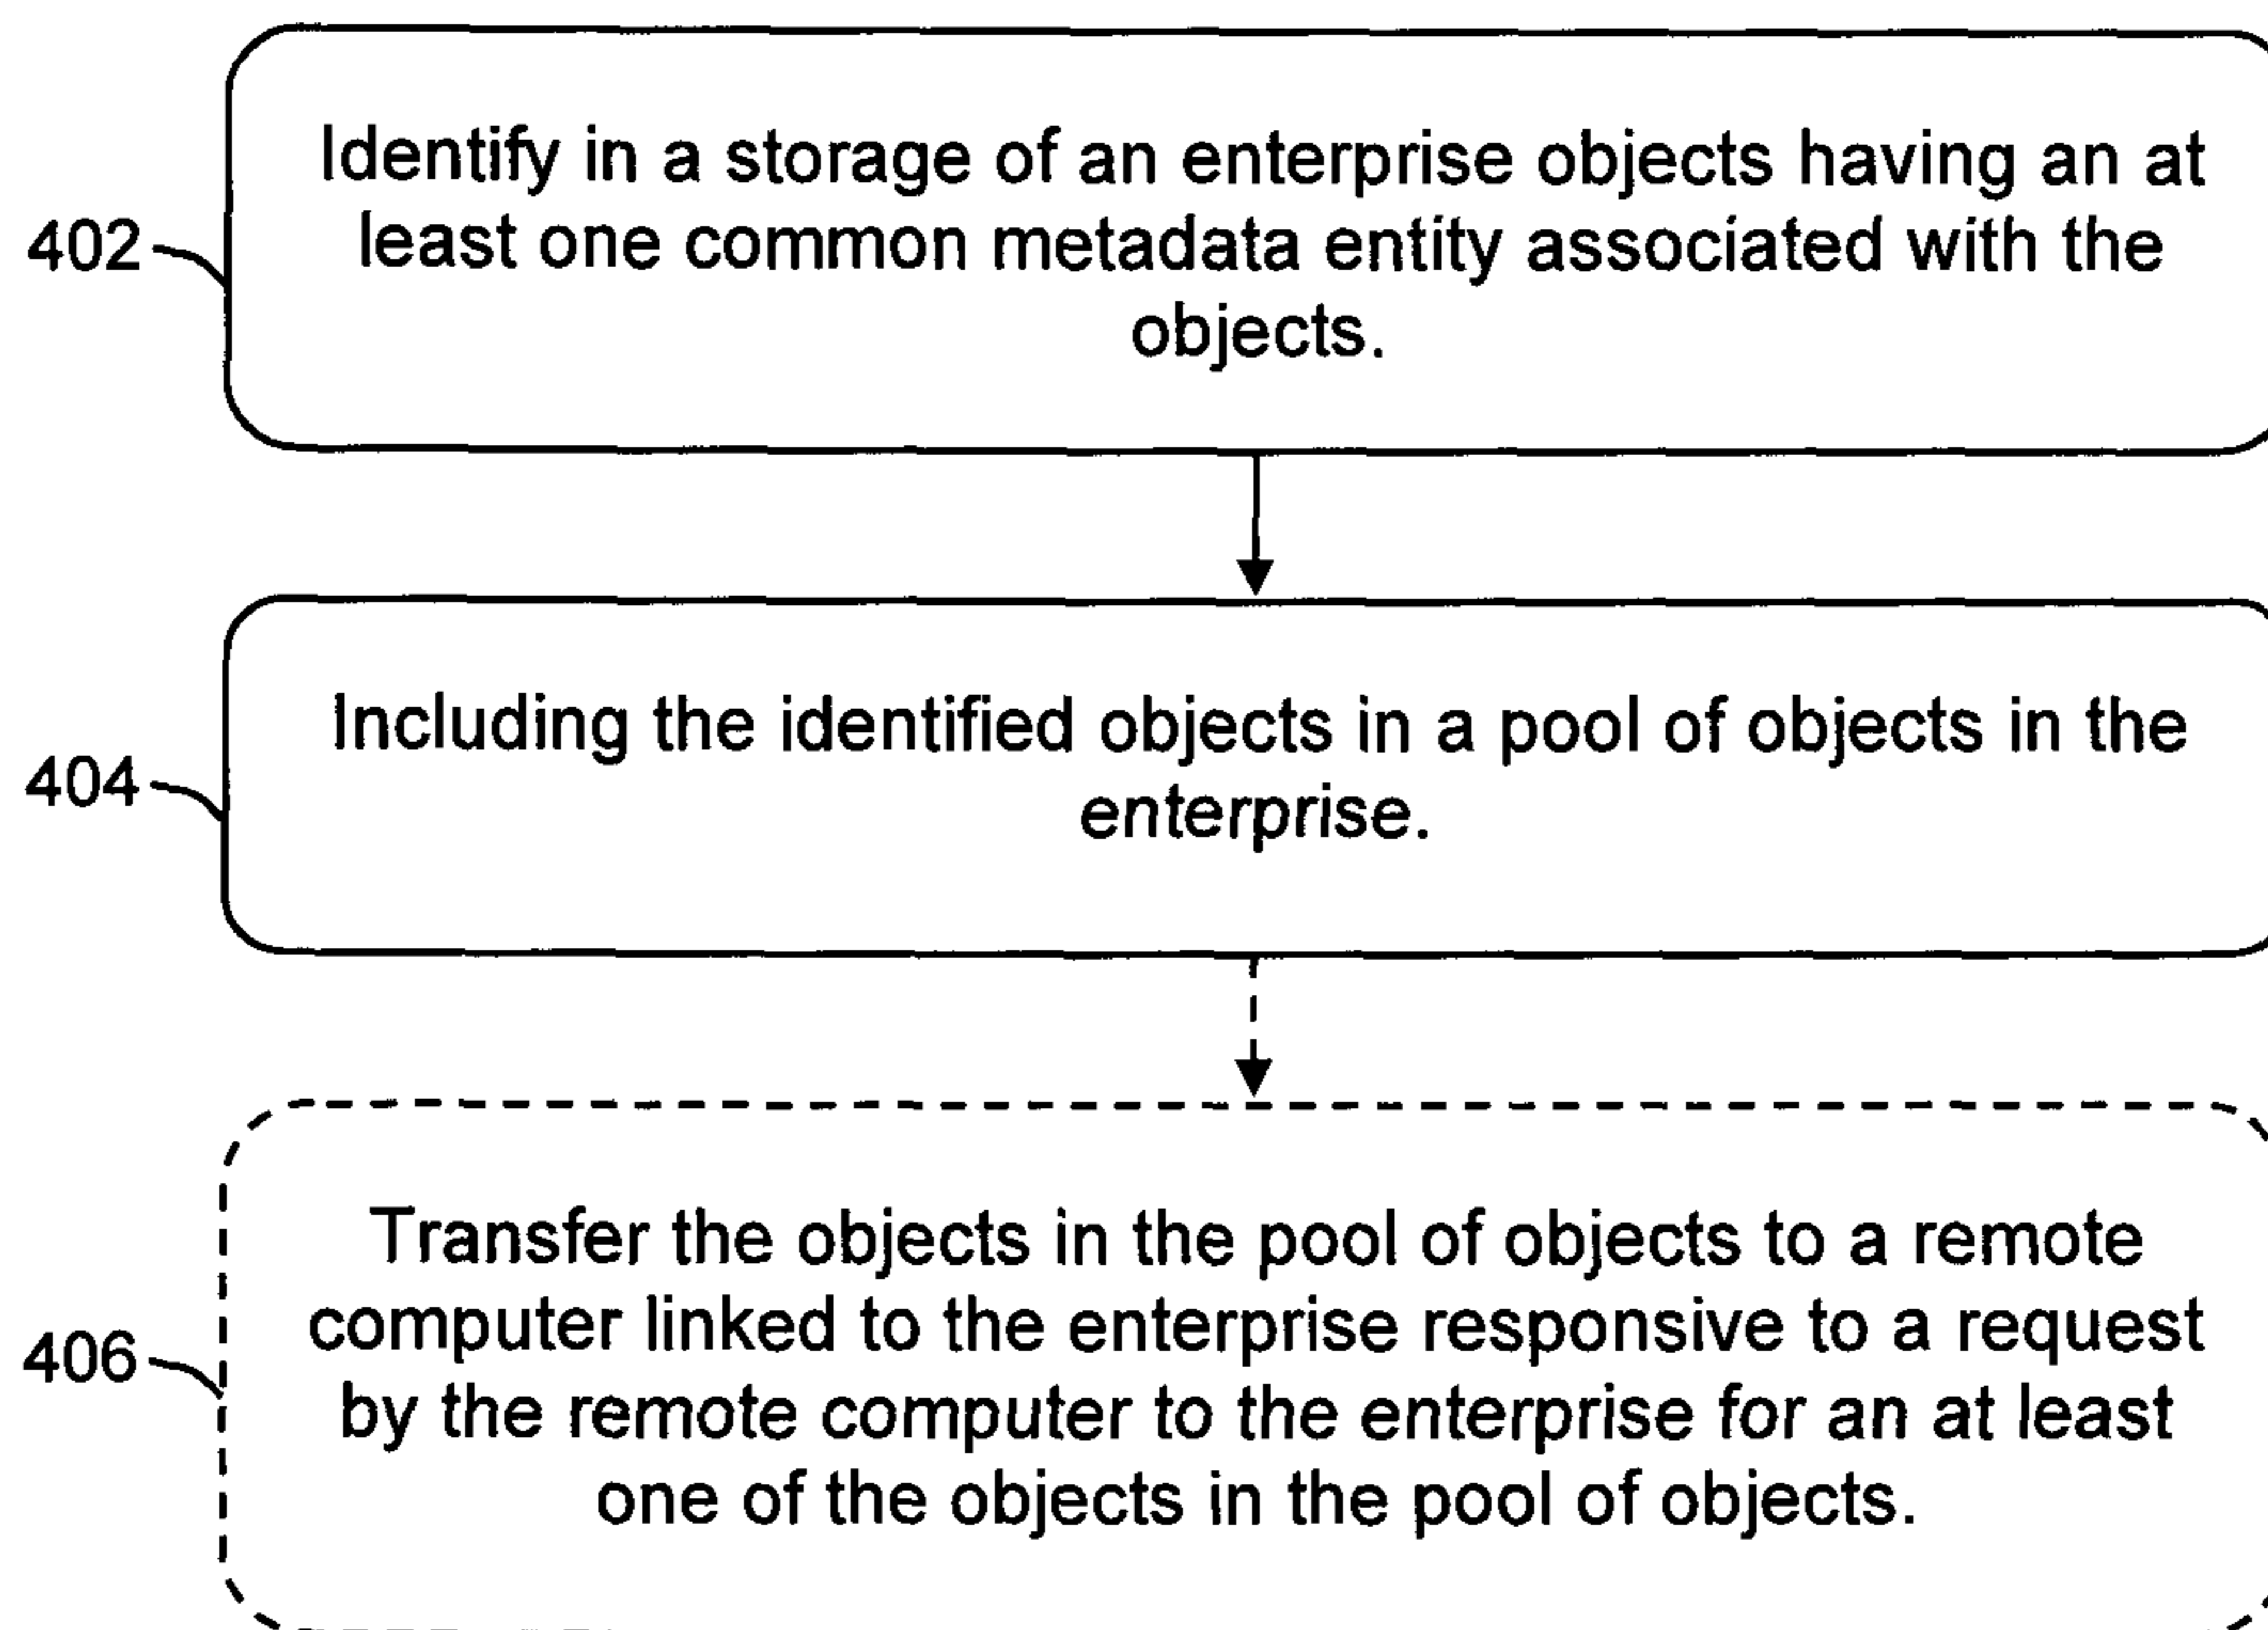 Identify in a storage of an enterprise objects having an at
least one common metadata entity associated with the
objects.
402
Including the identified objects in a pool of objects in the
enterprise.
404
Transfer the objects in the pool of objects to a remote
computer linked to the enterprise responsive to a request
by the remote computer to the enterprise for an at least
one of the objects in the pool of objects.
406